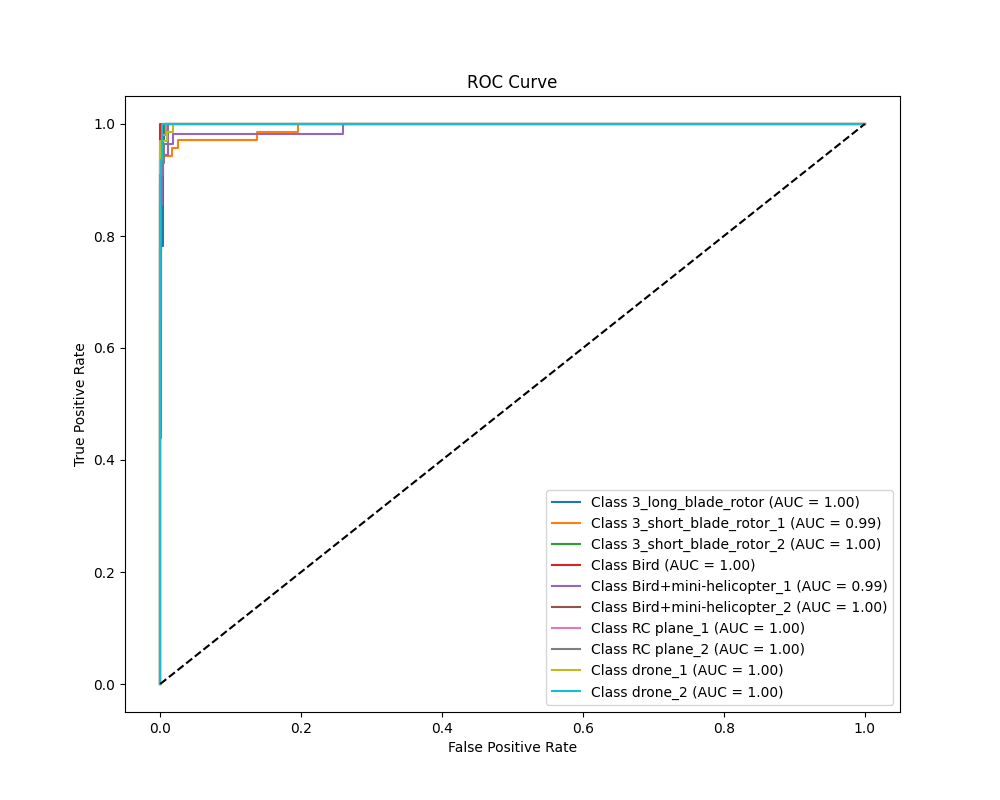 ROC Curve
True Positive Rate
1.0
0.8
0.6
0.4
0.2
0.0
Class 3_long_blade_rotor (AUC = 1.00)
Class 3_short_blade_rotor_1 (AUC = 0.99)
Class 3_short_blade_rotor_2 (AUC = 1.00)
Class Bird (AUC = 1.00)
Class Bird+mini-helicopter_1 (AUC = 0.99)
Class Bird+mini-helicopter_2 (AUC = 1.00)
Class RC plane_1 (AUC = 1.00)
Class RC plane_2 (AUC = 1.00)
Class drone_1 (AUC = 1.00)
Class drone_2 (AUC = 1.00)
0.0 0.2 0.4 0.6 0.8 1.0
False Positive Rate